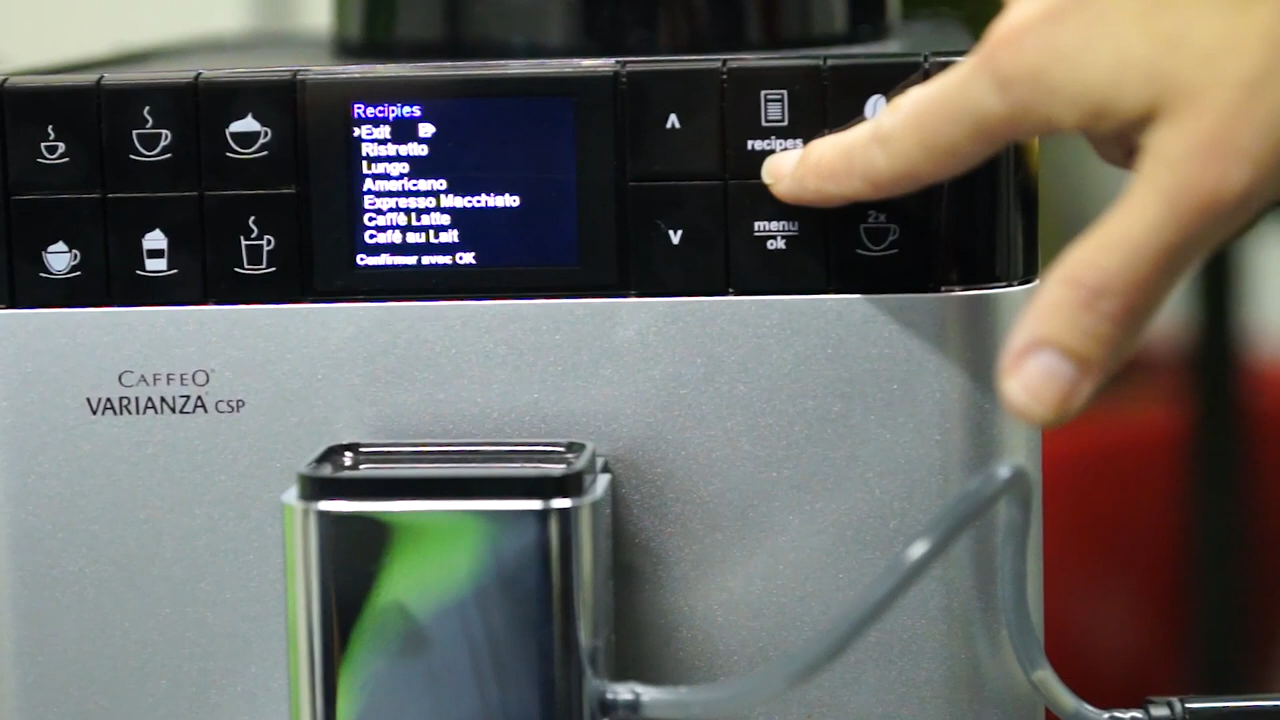 Recipies
›Exit
Ristretto
Lungo
Americano
Expresso Macchiato
Caffè Latte
Café au Lait
Confirmer avec OK
recipes
menu
ok
2x
CAFFEO®
VARIANZA® CSP